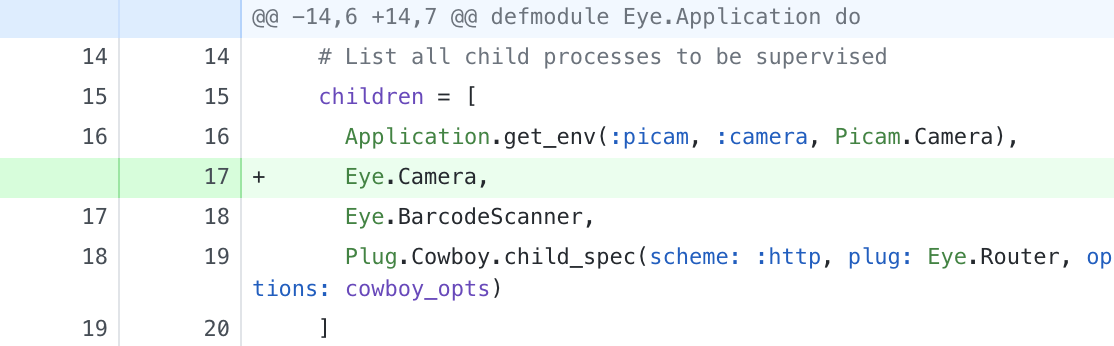 @@ −14,6 +14,7 @@ defmodule Eye.Application do
14 14 # List all child processes to be supervised
15 15 children = [
16 16 Application.get_env(:picam, :camera, Picam.Camera),
17 + Eye.Camera,
17 18 Eye.BarcodeScanner,
18 19 Plug.Cowboy.child_spec(scheme: :http, plug: Eye.Router, op
tions: cowboy_opts)
19 20 ]